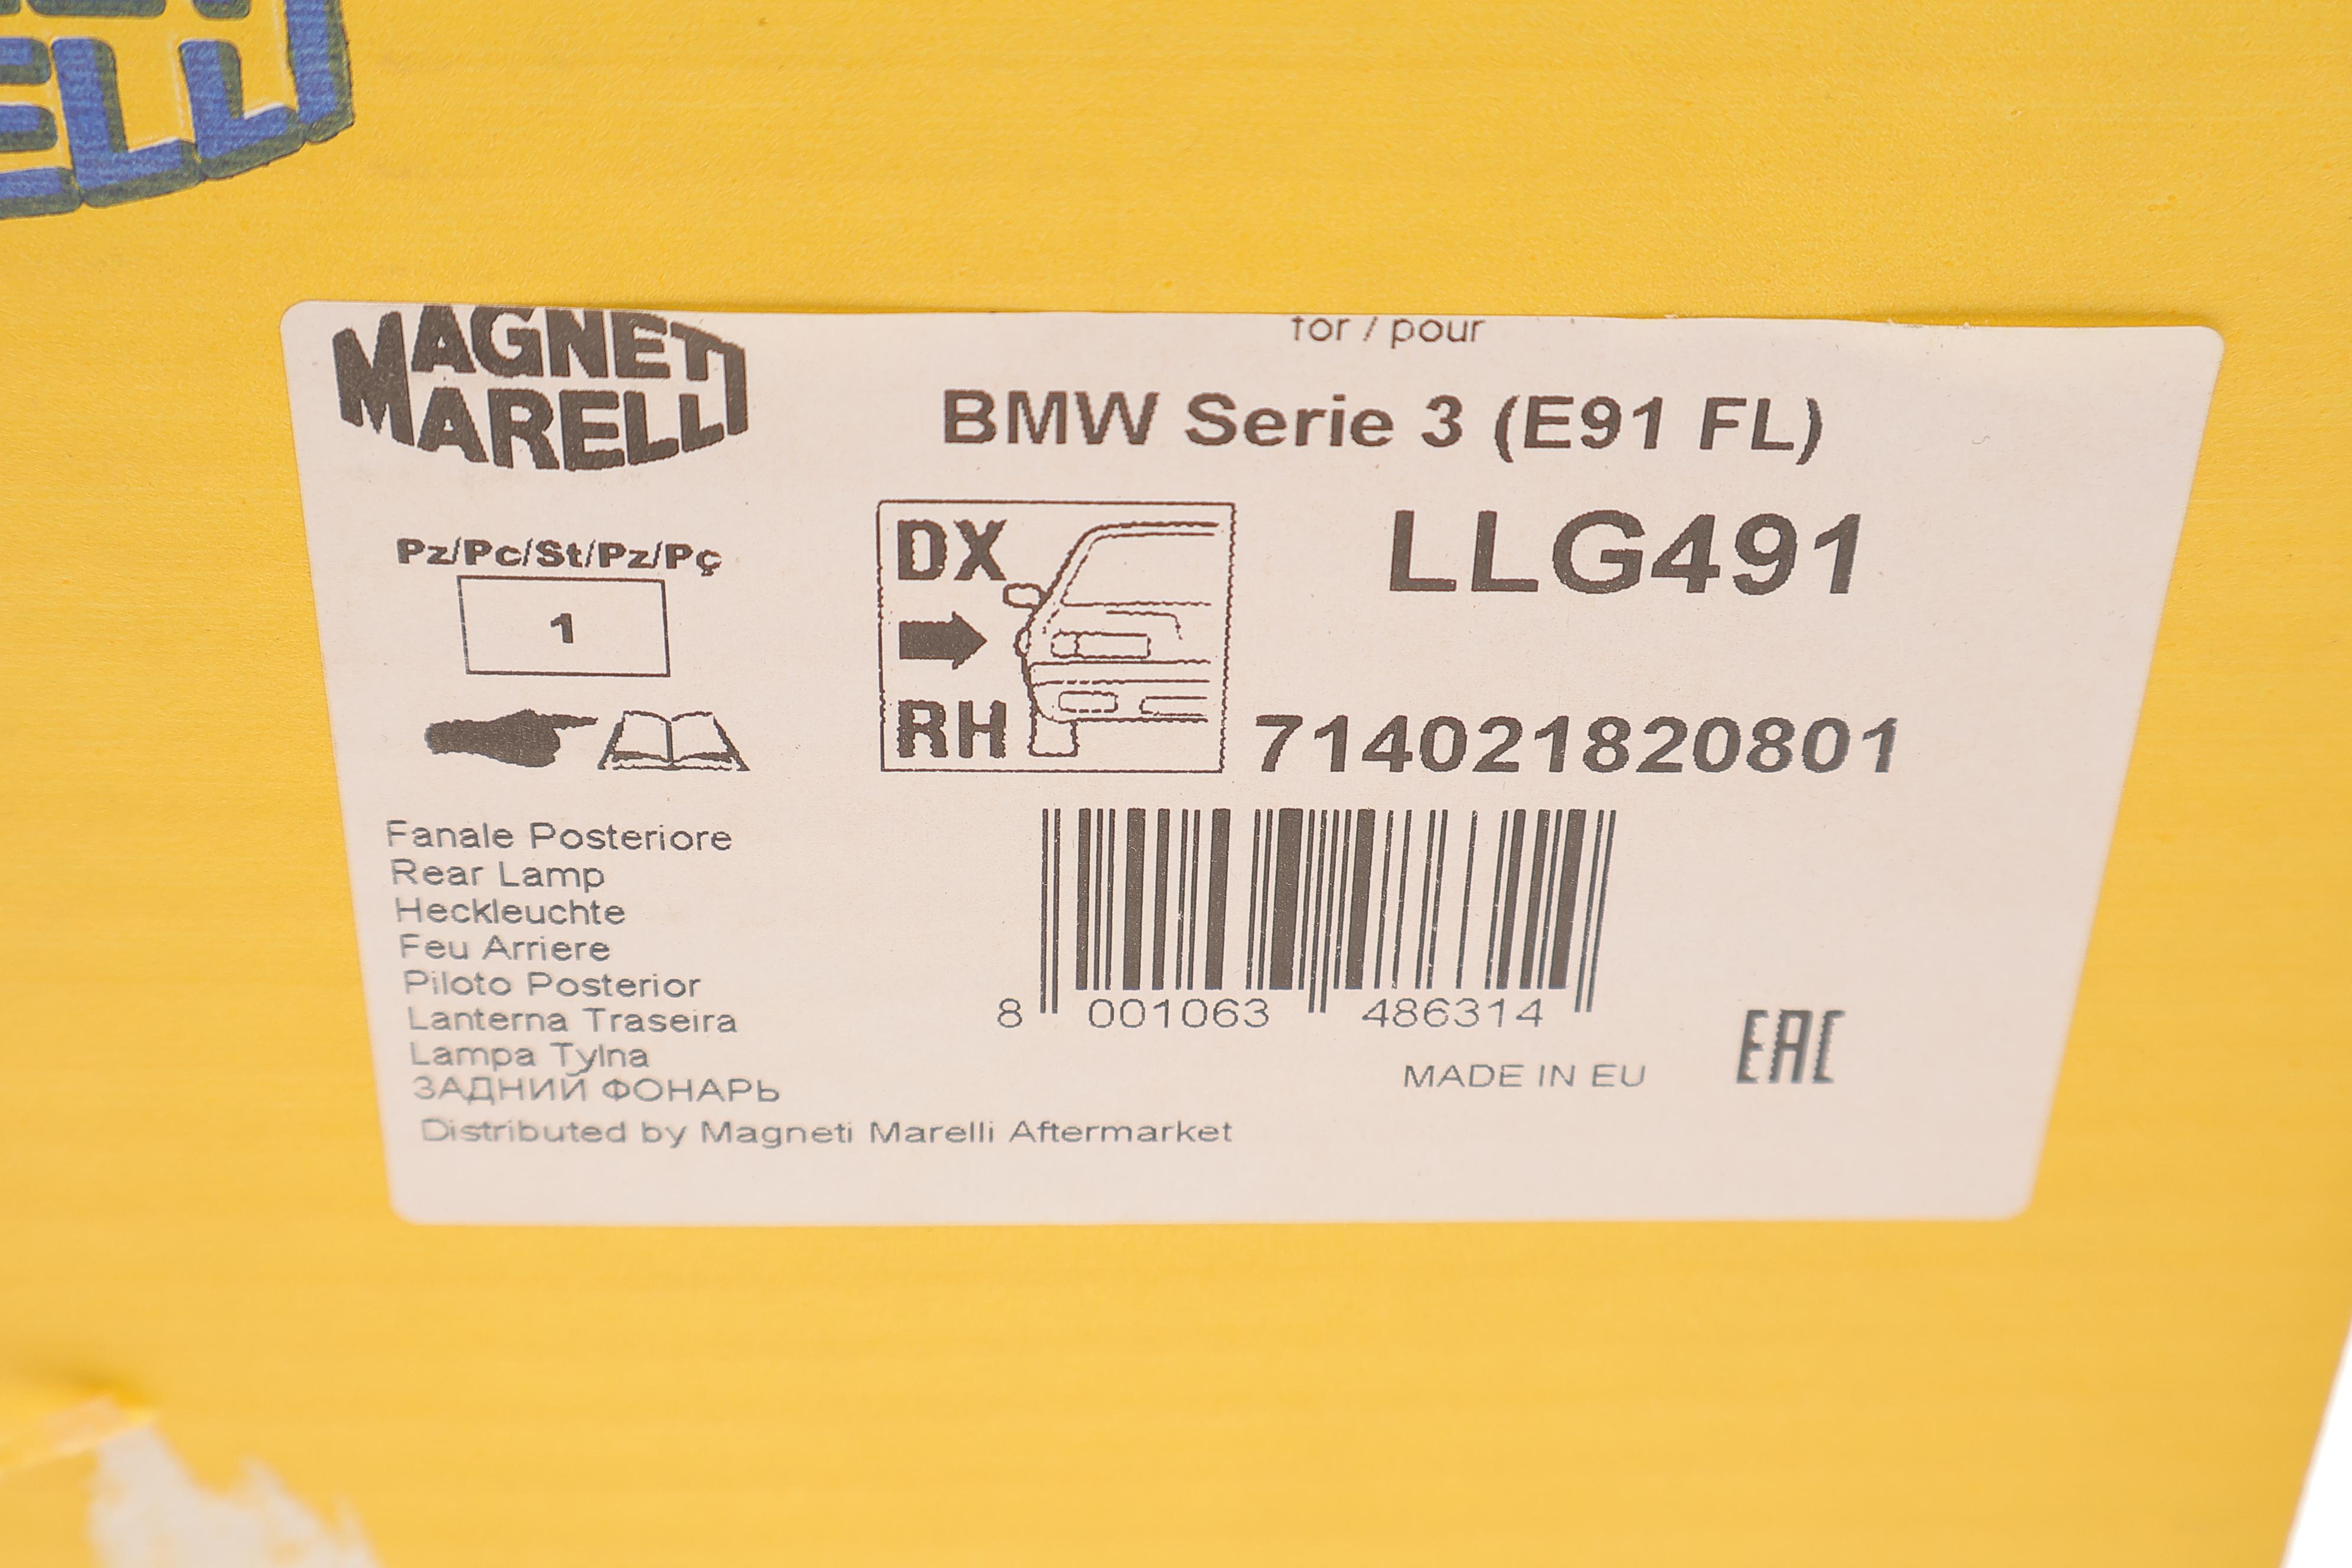 ELLI
MAGNETI
MARELLI
for / pour
BMW Serie 3 (E91 FL)
Pz/Pc/St/Pz/Pç
1
DX
RH
LLG491
714021820801
Fanale Posteriore
Rear Lamp
Heckleuchte
Feu Arriere
Piloto Posterior
Lanterna Traseira
Lampa Tylna
ЗАДНИЙ ФОНАРЬ
Distributed by Magneti Marelli Aftermarket
8 001063 486314
MADE IN EU
EAC